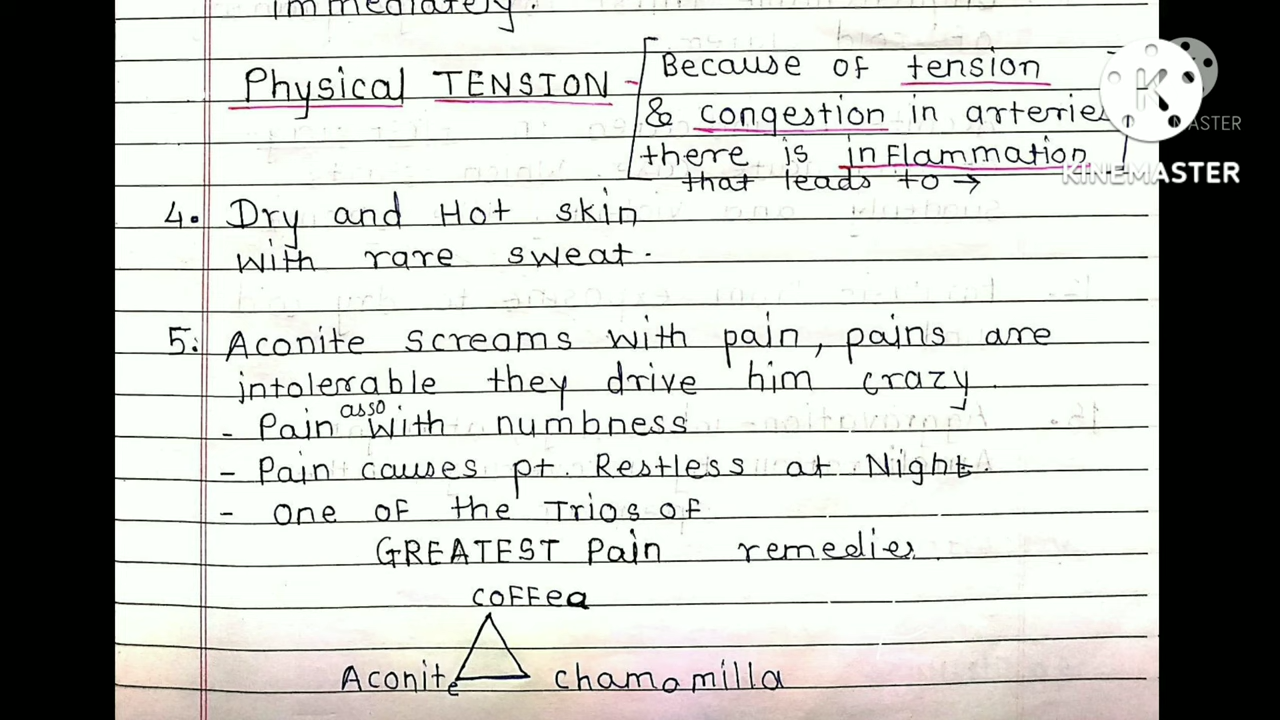 immediately.
Physical TENSION - Because of tension
& congestion in arteries
there is inflammation
that leads to →
KINEMASTER
4. Dry and Hot skin
with rare sweat.
5. Aconite screams with pain, pains are
intolerable they drive him crazy
- Pain asso with numbness
- Pain causes pt. Restless at Night.
- one of the Trios of
GREATEST Pain remedies
COFFea
Aconite chamomilla